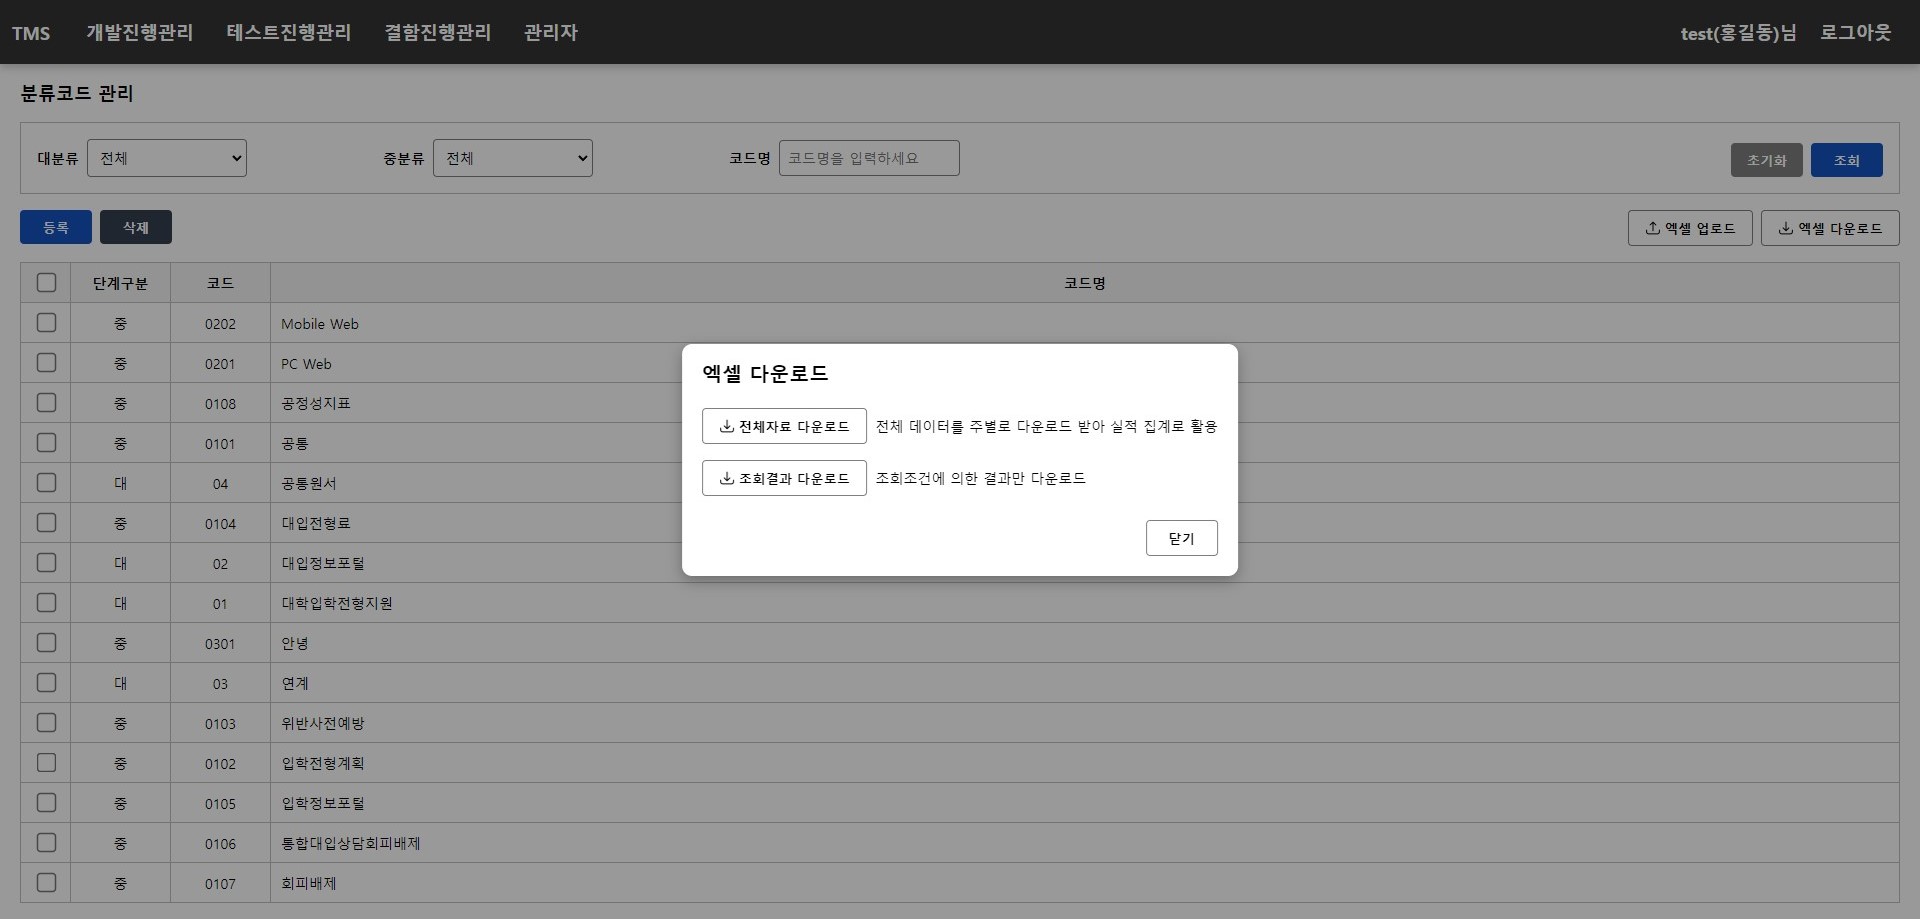 TMS 개발진행관리 테스트진행관리 결함진행관리 관리자 test(홍길동)님 로그아웃
분류코드 관리
대분류 전체 중분류 전체 코드명 코드명을 입력하세요 초기화 조회
등록 삭제 엑셀 업로드 엑셀 다운로드
단계구분 코드 코드명
중 0202 Mobile Web
중 0201 PC Web
중 0108 공정성지표
중 0101 공통
대 04 공통원서
중 0104 대입전형료
대 02 대입정보포털
대 01 대학입학전형지원
중 0301 안녕
대 03 연계
중 0103 위반사전예방
중 0102 입학전형계획
중 0105 입학정보포털
중 0106 통합대입상담회피배제
중 0107 회피배제
엑셀 다운로드
전체자료 다운로드 전체 데이터를 주별로 다운로드 받아 실적 집계로 활용
조회결과 다운로드 조회조건에 의한 결과만 다운로드
닫기